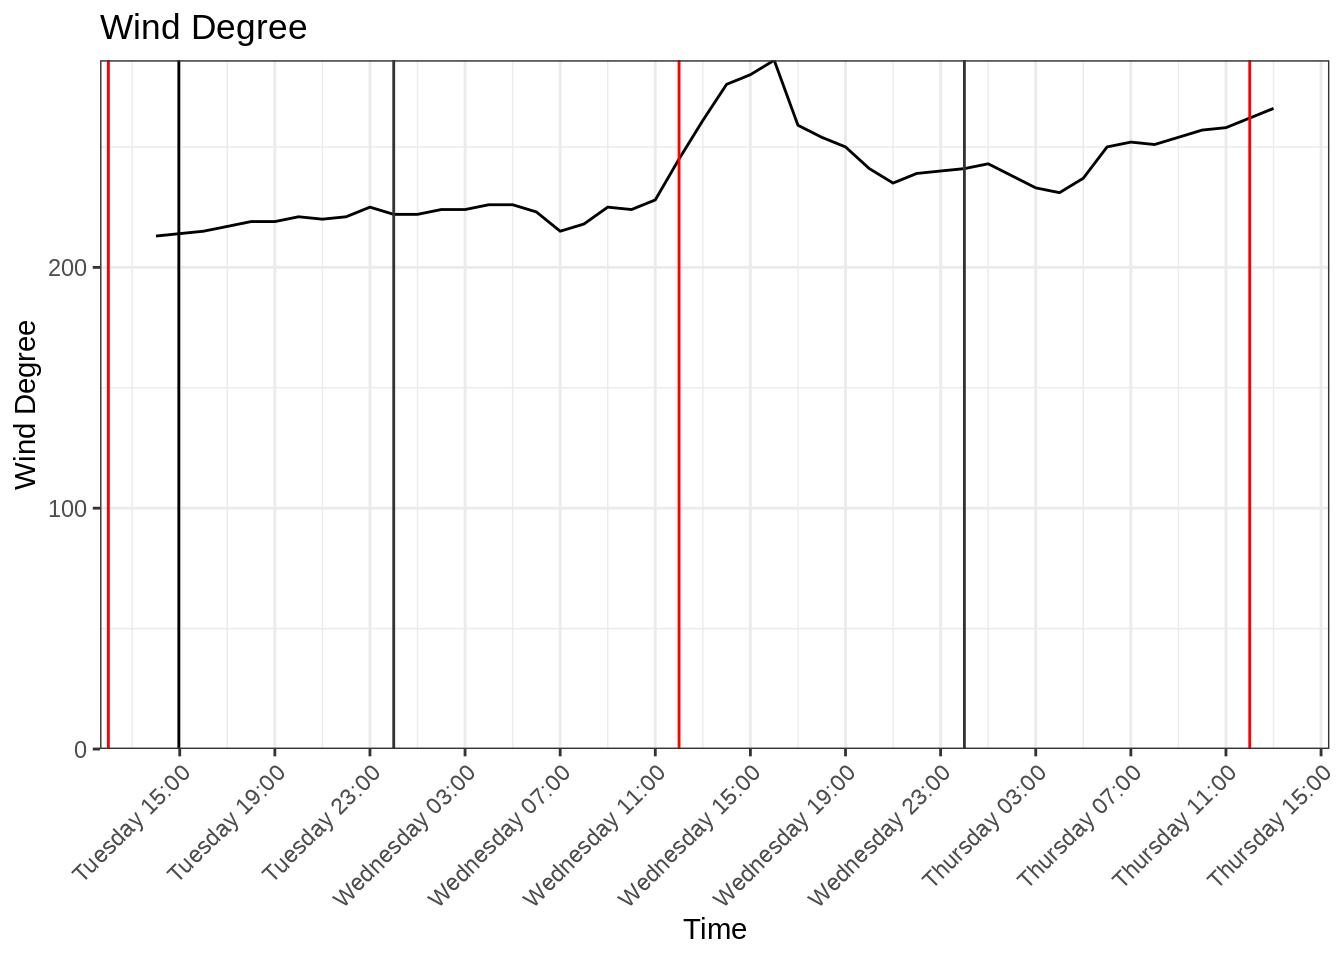 Wind Degree
Wind Degree
200
100
0
Tuesday 15:00
Tuesday 19:00
Tuesday 23:00
Wednesday 03:00
Wednesday 07:00
Wednesday 11:00
Wednesday 15:00
Wednesday 19:00
Wednesday 23:00
Thursday 03:00
Thursday 07:00
Thursday 11:00
Thursday 15:00
Time